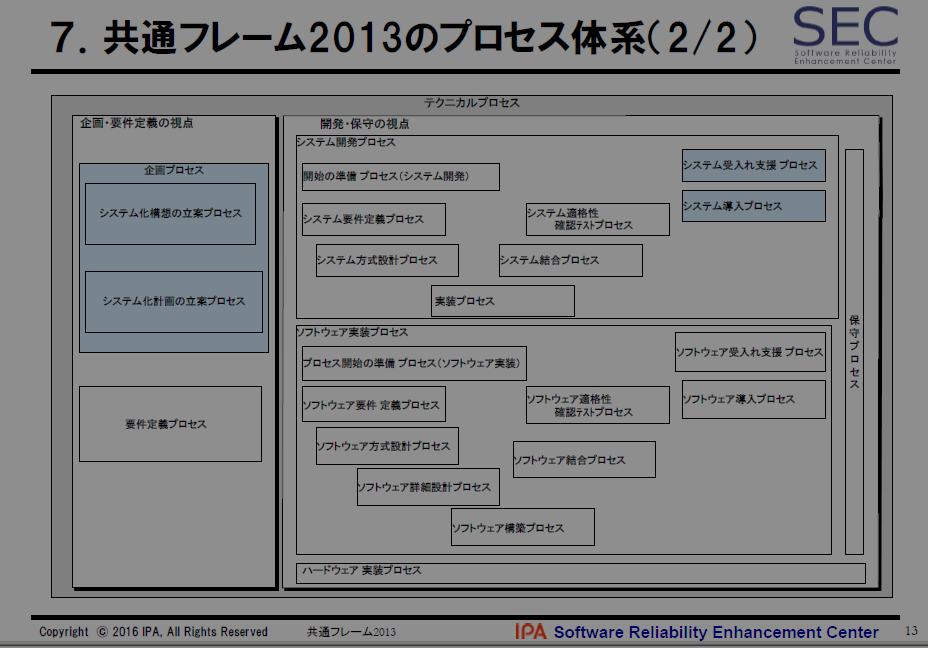 ７．共通フレーム2013のプロセス体系（2/2）
SEC
Software Reliability
Enhancement Center
テクニカルプロセス
企画・要件定義の視点
企画プロセス
システム化構想の立案プロセス
システム化計画の立案プロセス
要件定義プロセス
開発・保守の視点
システム開発プロセス
開始の準備 プロセス（システム開発）
システム要件定義プロセス
システム方式設計プロセス
実装プロセス
システム結合プロセス
システム適格性
確認テストプロセス
システム受入れ支援 プロセス
システム導入プロセス
ソフトウェア実装プロセス
プロセス開始の準備 プロセス（ソフトウェア実装）
ソフトウェア要件 定義プロセス
ソフトウェア方式設計プロセス
ソフトウェア詳細設計プロセス
ソフトウェア構築プロセス
ソフトウェア結合プロセス
ソフトウェア適格性
確認テストプロセス
ソフトウェア受入れ支援 プロセス
ソフトウェア導入プロセス
ハードウェア 実装プロセス
保守プロセス
Copyright © 2016 IPA, All Rights Reserved
共通フレーム2013
IPA Software Reliability Enhancement Center
13